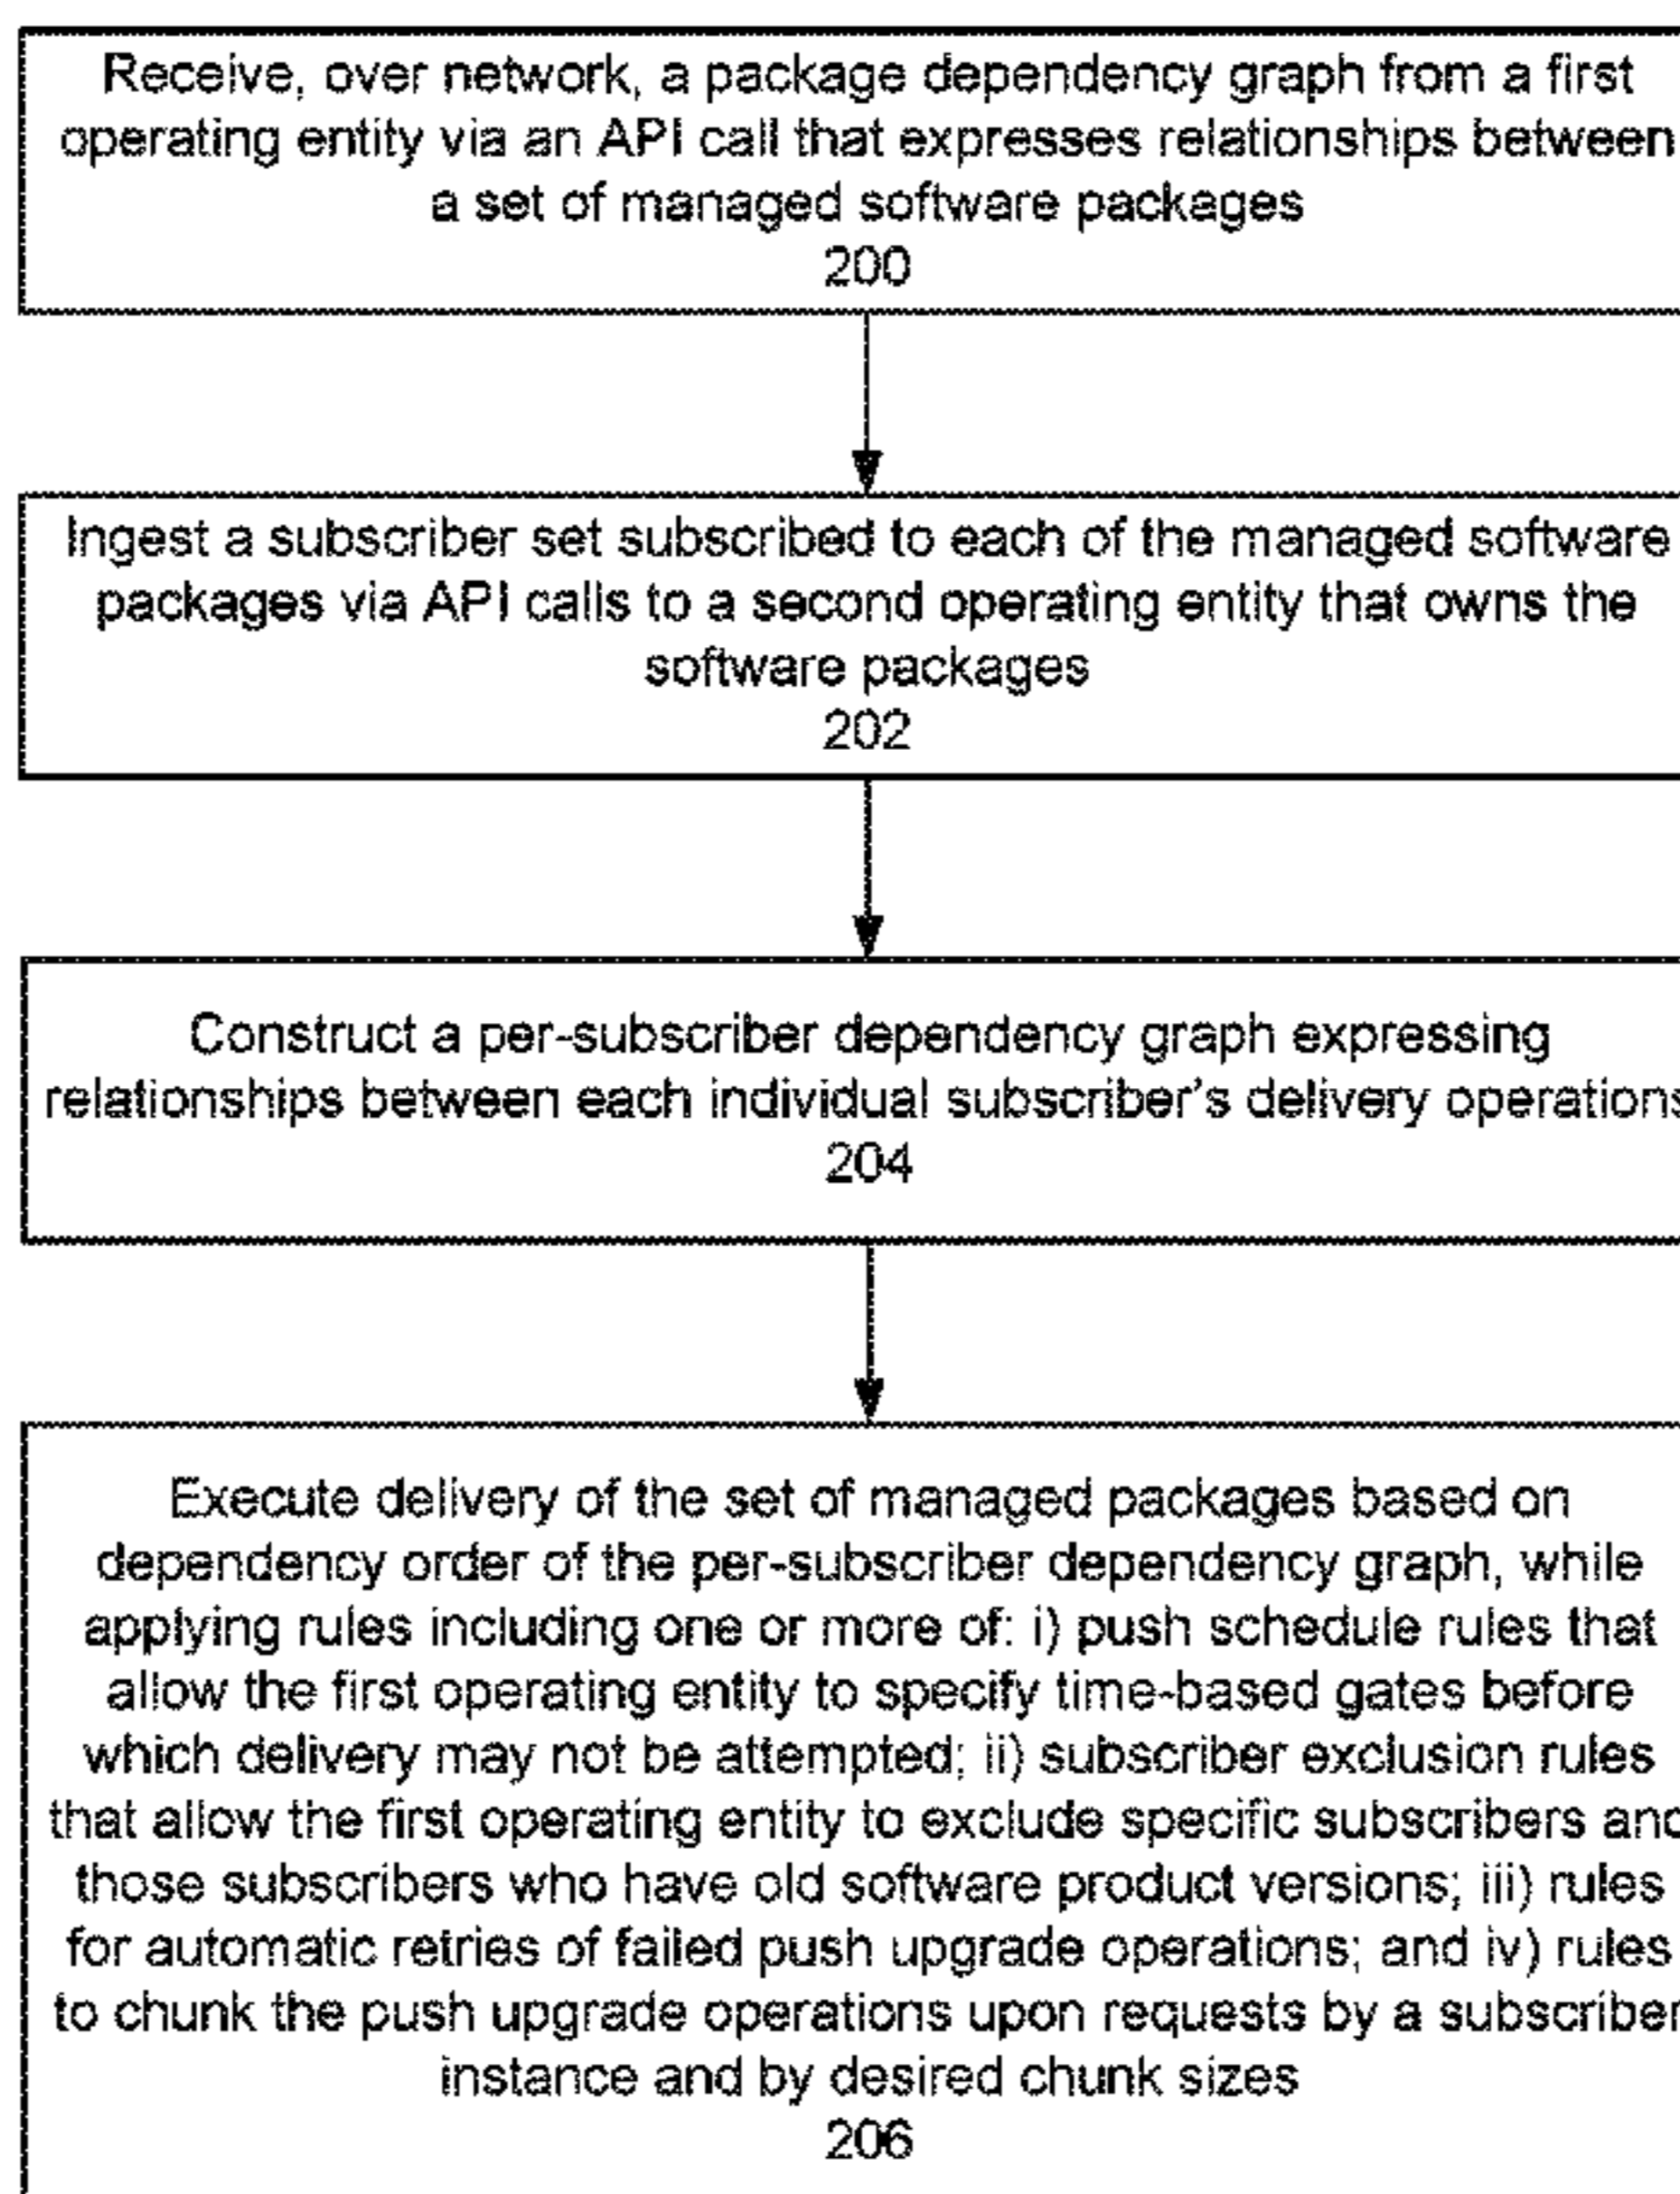 Receive, over network, a package dependency graph from a first
operating entity via an API call that expresses relationships between
a set of managed software packages
200
Ingest a subscriber set subscribed to each of the managed software
packages via API calls to a second operating entity that owns the
software packages
202
Construct a per-subscriber dependency graph expressing
relationships between each individual subscriber's delivery operations
204
Execute delivery of the set of managed packages based on
dependency order of the per-subscriber dependency graph, while
applying rules including one or more of: i) push schedule rules that
allow the first operating entity to specify time-based gates before
which delivery may not be attempted; ii) subscriber exclusion rules
that allow the first operating entity to exclude specific subscribers and
those subscribers who have old software product versions; iii) rules
for automatic retries of failed push upgrade operations; and iv) rules
to chunk the push upgrade operations upon requests by a subscriber
instance and by desired chunk sizes
206